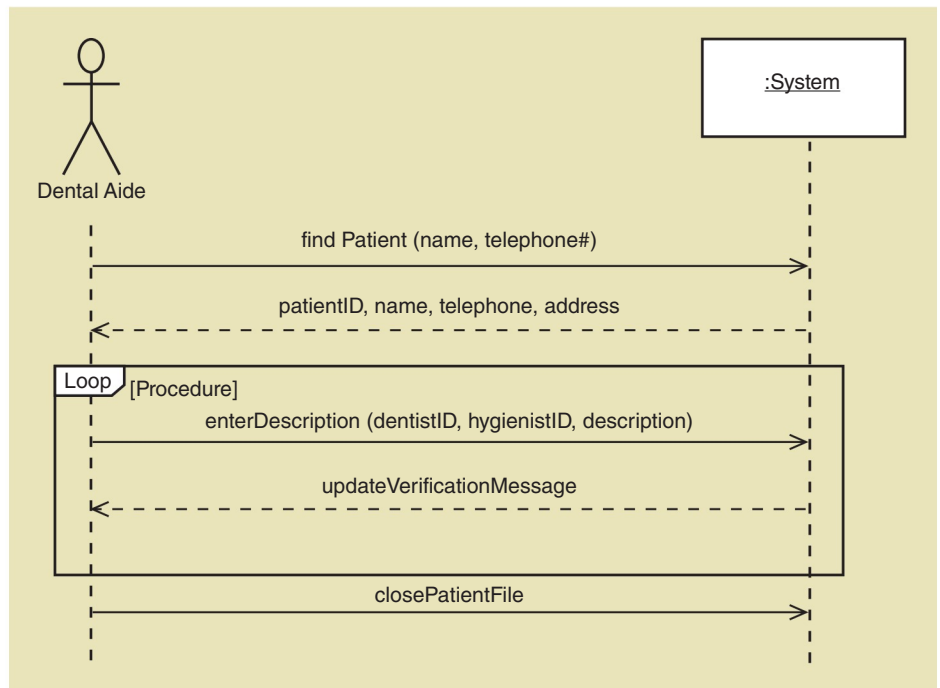 :System
Dental Aide
find Patient (name, telephone#)
patientID, name, telephone, address
Loop
[Procedure]
enterDescription (dentistID, hygienistID, description)
updateVerificationMessage
closePatientFile